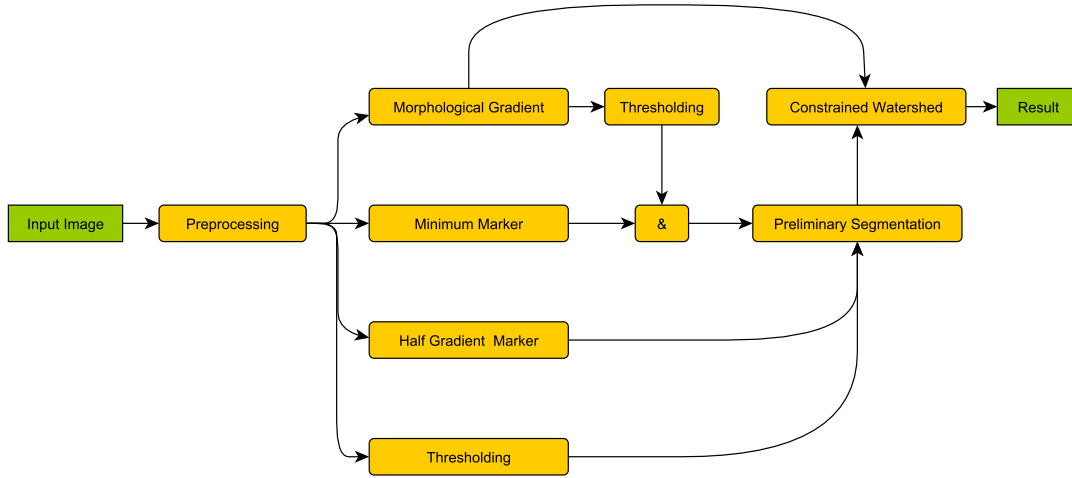 Morphological Gradient
Thresholding
Constrained Watershed
Result
Input Image
Preprocessing
Minimum Marker
&
Preliminary Segmentation
Half Gradient  Marker
Thresholding